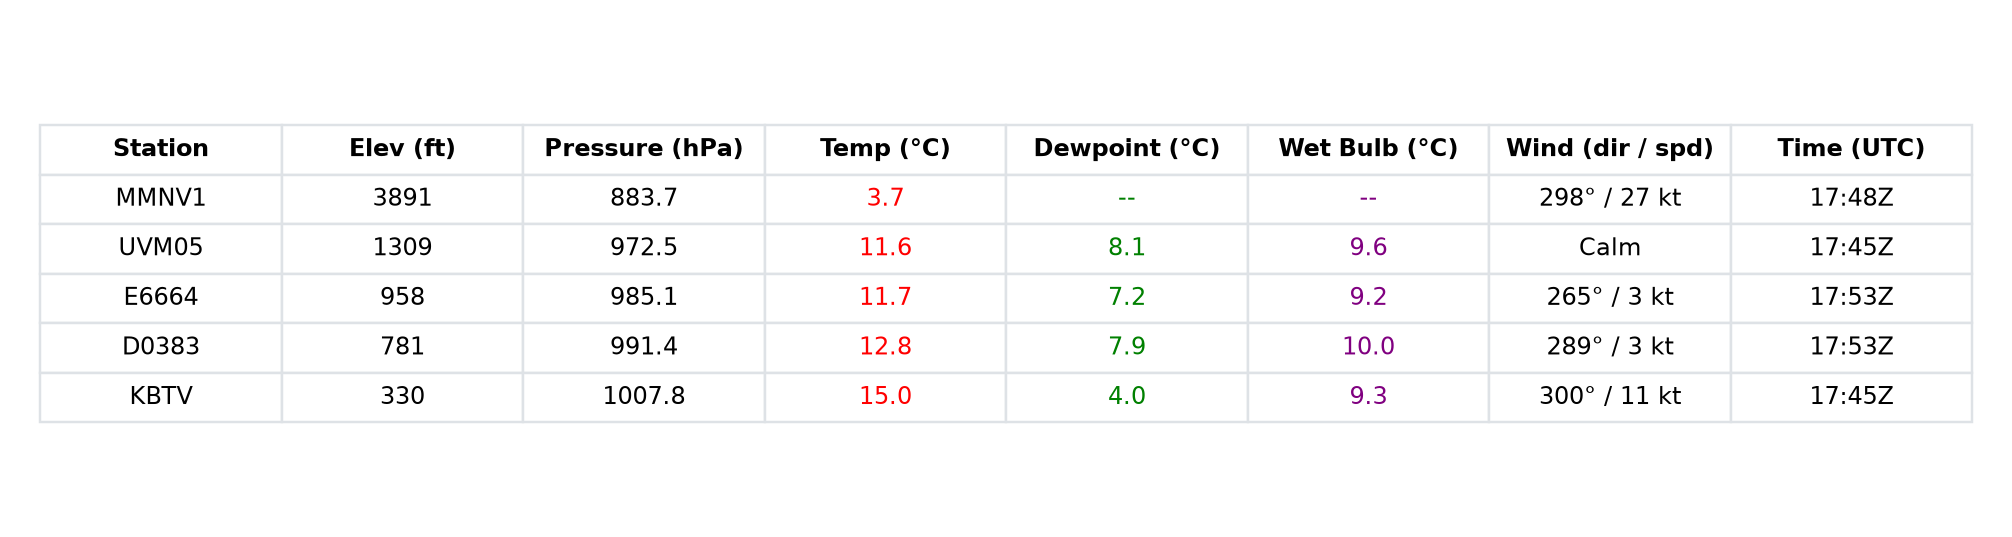 Station Elev (ft) Pressure (hPa) Temp (°C) Dewpoint (°C) Wet Bulb (°C) Wind (dir / spd) Time (UTC)
MMNV1 3891 883.7 3.7 -- -- 298° / 27 kt 17:48Z
UVM05 1309 972.5 11.6 8.1 9.6 Calm 17:45Z
E6664 958 985.1 11.7 7.2 9.2 265° / 3 kt 17:53Z
D0383 781 991.4 12.8 7.9 10.0 289° / 3 kt 17:53Z
KBTV 330 1007.8 15.0 4.0 9.3 300° / 11 kt 17:45Z